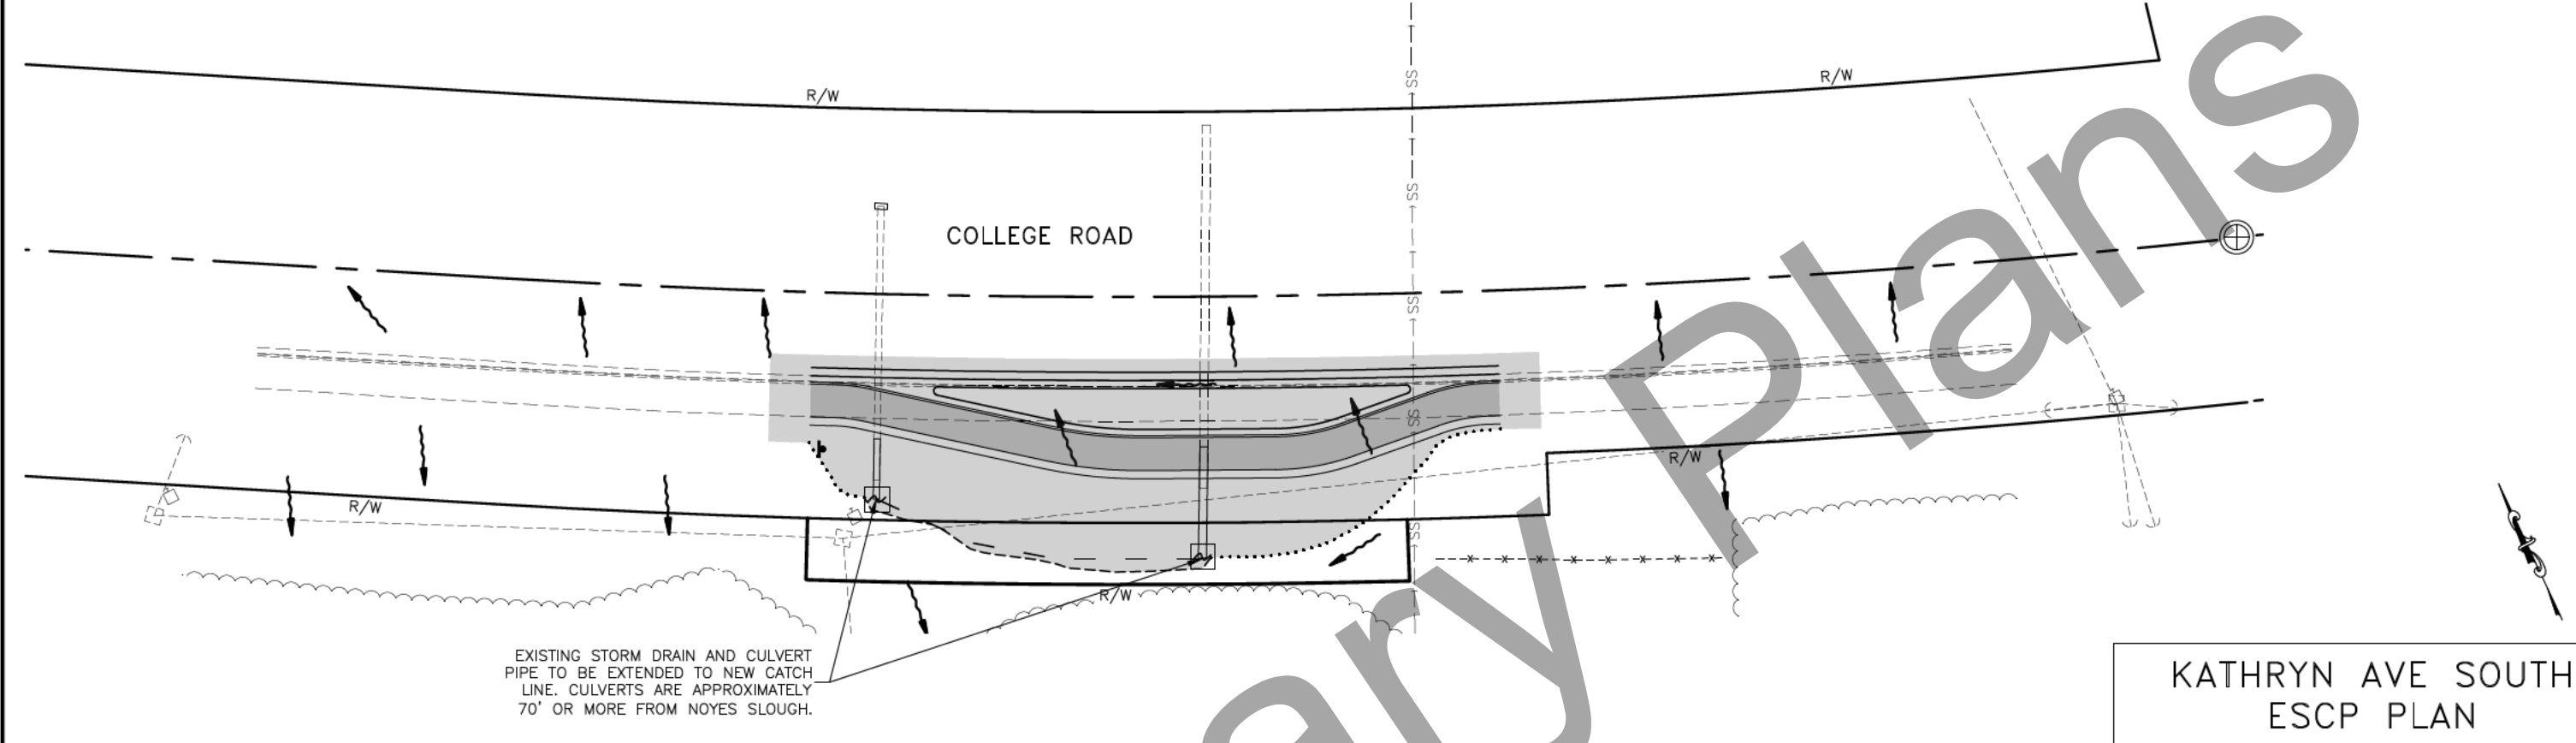 R/W
R/W
SS
SS
COLLEGE ROAD
SS
SS
R/W
R/W
SS
R/W
EXISTING STORM DRAIN AND CULVERT
PIPE TO BE EXTENDED TO NEW CATCH
LINE. CULVERTS ARE APPROXIMATELY
70' OR MORE FROM NOYES SLOUGH.
KATHRYN AVE SOUTH
ESCP PLAN
ary Plans